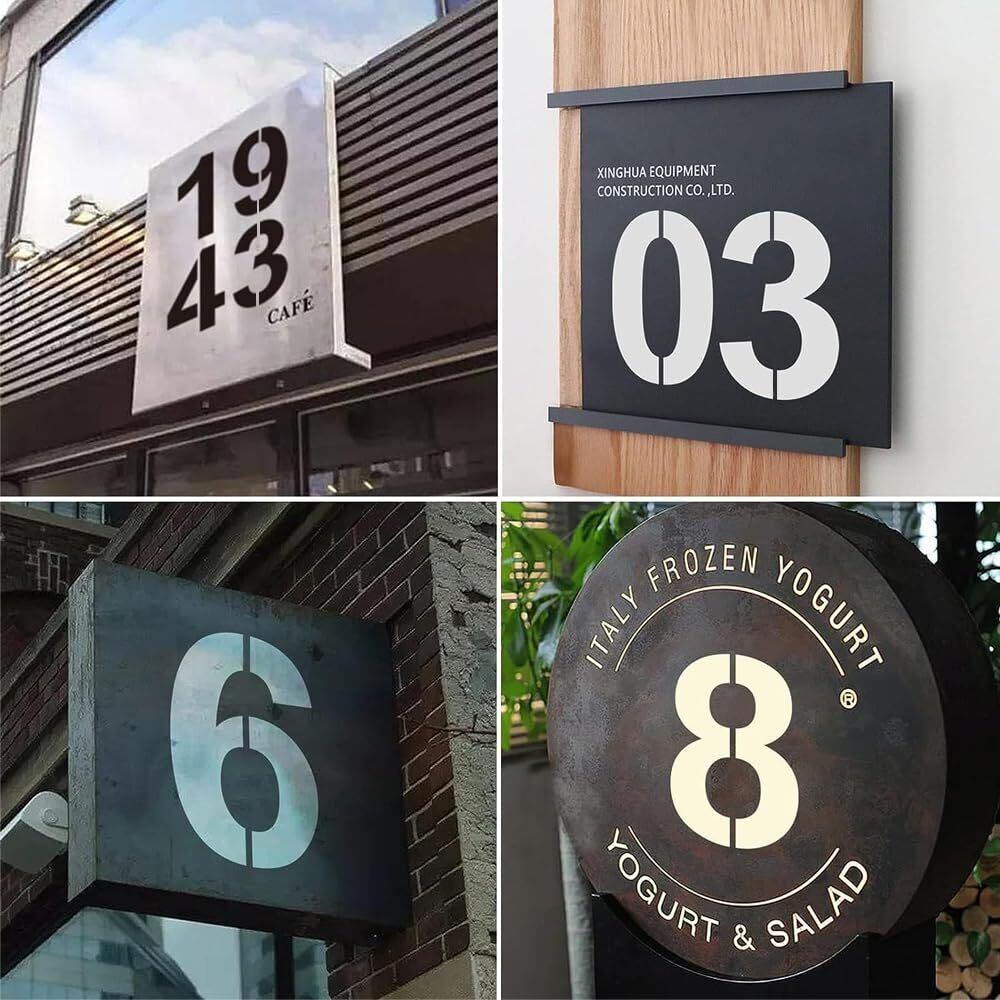 19
43
CAFÉ
XINGHUA EQUIPMENT
CONSTRUCTION CO. ,LTD.
03
6
ITALY FROZEN YOGURT
®
8
YOGURT & SALAD